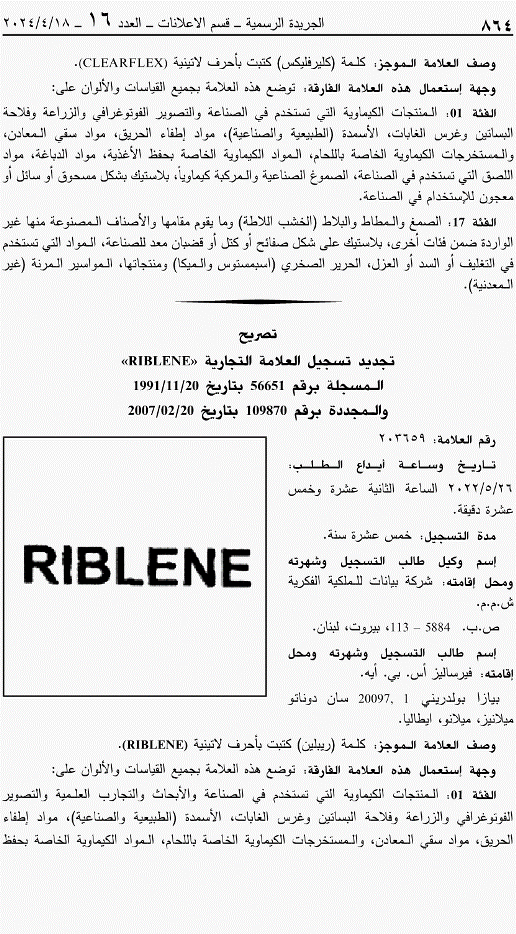 ٨٦٤ الجريدة الرسمية ــ قسم الاعلانات ــ العدد ١٦ ــ ٢٠٢٤/٤/١٨
وصف العلامة الموجز: كلمة (كليرفليكس) كتبت بأحرف لاتينية (CLEARFLEX).
وجهة إستعمال هذه العلامة الفارقة: توضع هذه العلامة بجميع القياسات والألوان على:
الفئة 01: المنتجات الكيماوية التي تستخدم في الصناعة والتصوير الفوتوغرافي والزراعة وفلاحة
البساتين وغرس الغابات، الأسمدة (الطبيعية والصناعية)، مواد إطفاء الحريق، مواد سقي المعادن،
والمستخرجات الكيماوية الخاصة باللحام، المواد الكيماوية الخاصة بحفظ الأغذية، مواد الدباغة، مواد
اللصق التي تستخدم في الصناعة، الصموغ الصناعية والمركبة كيماوياً، بلاستيك بشكل مسحوق أو سائل أو
معجون للإستخدام في الصناعة.
الفئة 17: الصمغ والمطاط والبلاط (الخشب اللاطة) وما يقوم مقامها والأصناف المصنوعة منها غير
الواردة ضمن فئات أخرى، بلاستيك على شكل صفائح أو كتل أو قضبان معد للصناعة، المواد التي تستخدم
في التغليف أو السد أو العزل، الحرير الصخري (اسبمستوس والميكا) ومنتجاتها، المواسير المرنة (غير
المعدنية).
تصريح
تجديد تسجيل العلامة التجارية «RIBLENE»
المسجلة برقم 56651 بتاريخ 1991/11/20
والمجددة برقم 109870 بتاريخ 2007/02/20
رقم العلامة: ٢٠٣٦٥٩
تاريخ وساعة أيداع الطلب:
٢٠٢٢/٥/٢٦ الساعة الثانية عشرة وخمس
عشرة دقيقة.
مدة التسجيل: خمس عشرة سنة.
إسم وكيل طالب التسجيل وشهرته
ومحل إقامته: شركة بيانات للملكية الفكرية
ش.م.م.
ص.ب. 5884 – 113، بيروت، لبنان.
إسم طالب التسجيل وشهرته ومحل
إقامته: فيرساليز أس. بي. أيه.
بيازا بولدريني 1, 20097 سان دوناتو
ميلانيز، ميلانو، ايطاليا.
RIBLENE
وصف العلامة الموجز: كلمة (ريبلين) كتبت بأحرف لاتينية (RIBLENE).
وجهة إستعمال هذه العلامة الفارقة: توضع هذه العلامة بجميع القياسات والألوان على:
الفئة 01: المنتجات الكيماوية التي تستخدم في الصناعة والأبحاث والتجارب العلمية والتصوير
الفوتوغرافي والزراعة وفلاحة البساتين وغرس الغابات، الأسمدة (الطبيعية والصناعية)، مواد إطفاء
الحريق، مواد سقي المعادن، والمستخرجات الكيماوية الخاصة باللحام، المواد الكيماوية الخاصة بحفظ